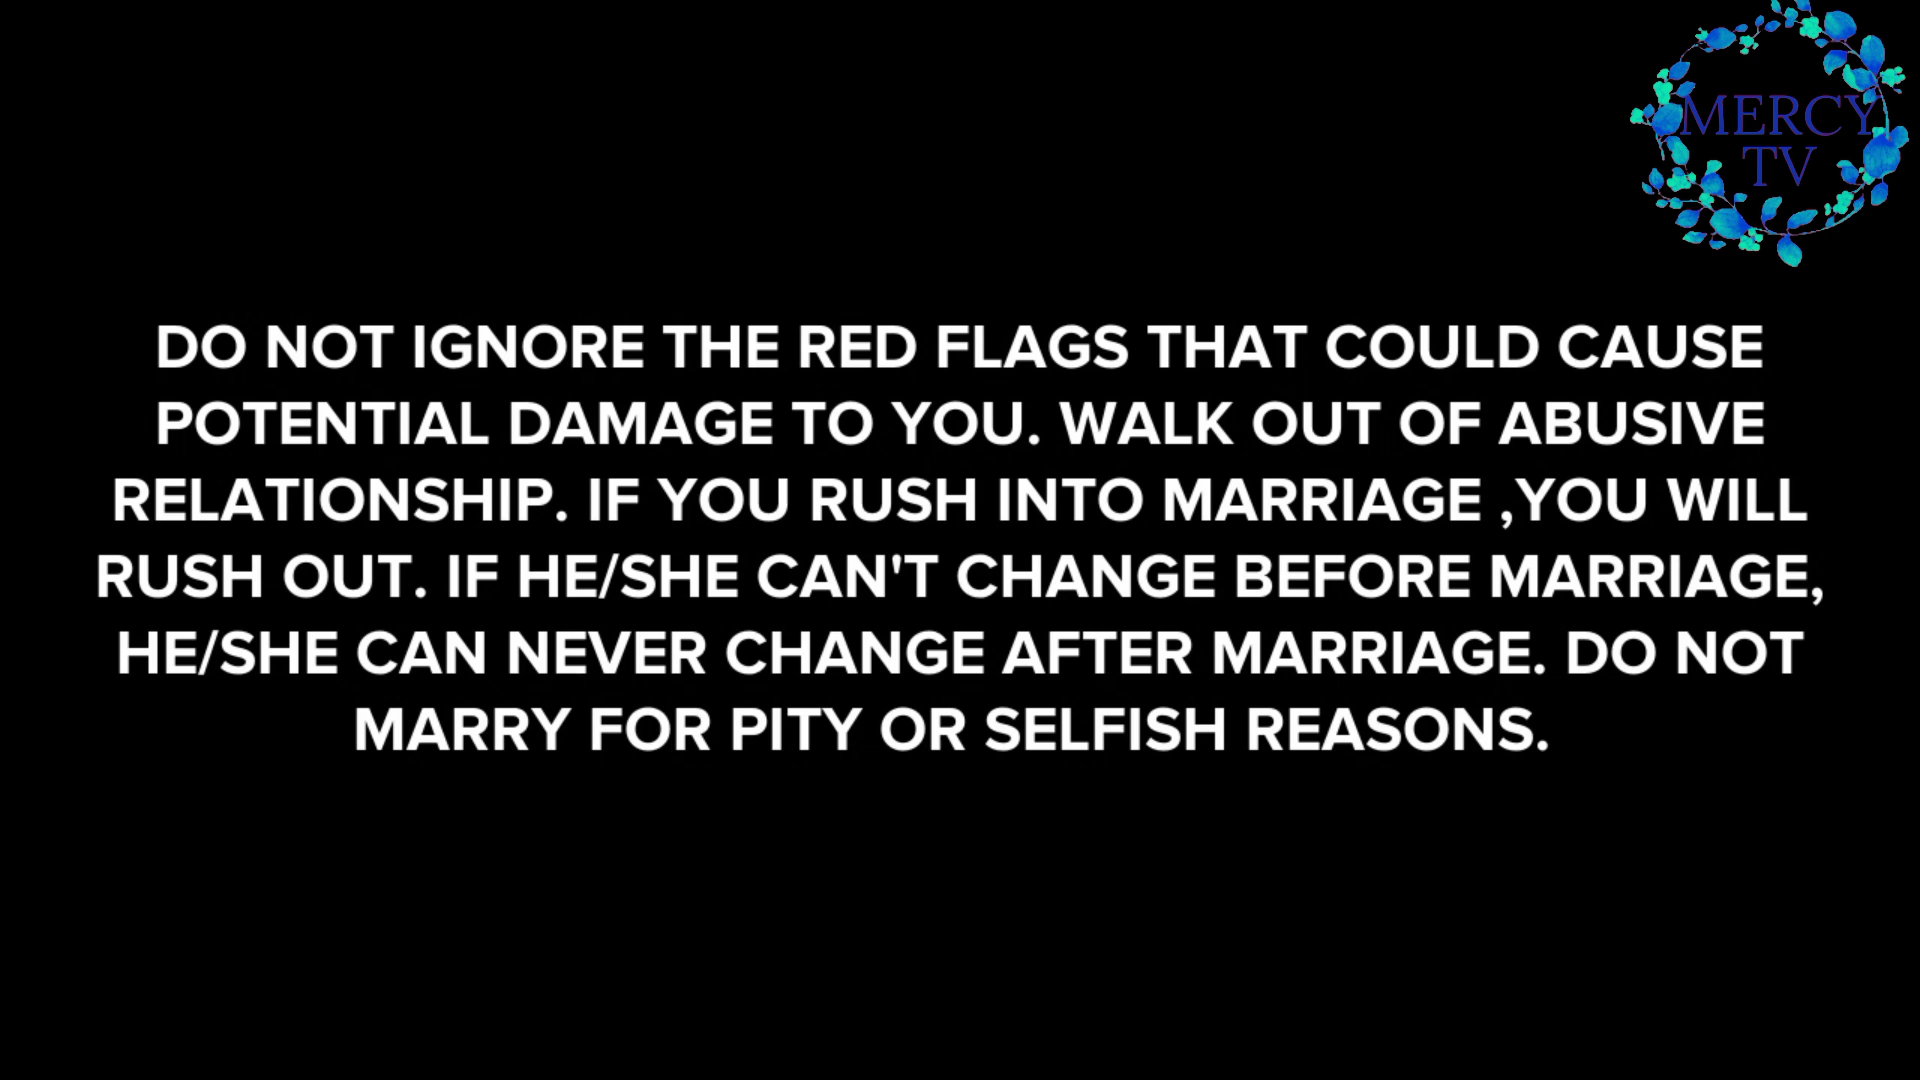 MERCY
TV
DO NOT IGNORE THE RED FLAGS THAT COULD CAUSE
POTENTIAL DAMAGE TO YOU. WALK OUT OF ABUSIVE
RELATIONSHIP. IF YOU RUSH INTO MARRIAGE ,YOU WILL
RUSH OUT. IF HE/SHE CAN'T CHANGE BEFORE MARRIAGE,
HE/SHE CAN NEVER CHANGE AFTER MARRIAGE. DO NOT
MARRY FOR PITY OR SELFISH REASONS.